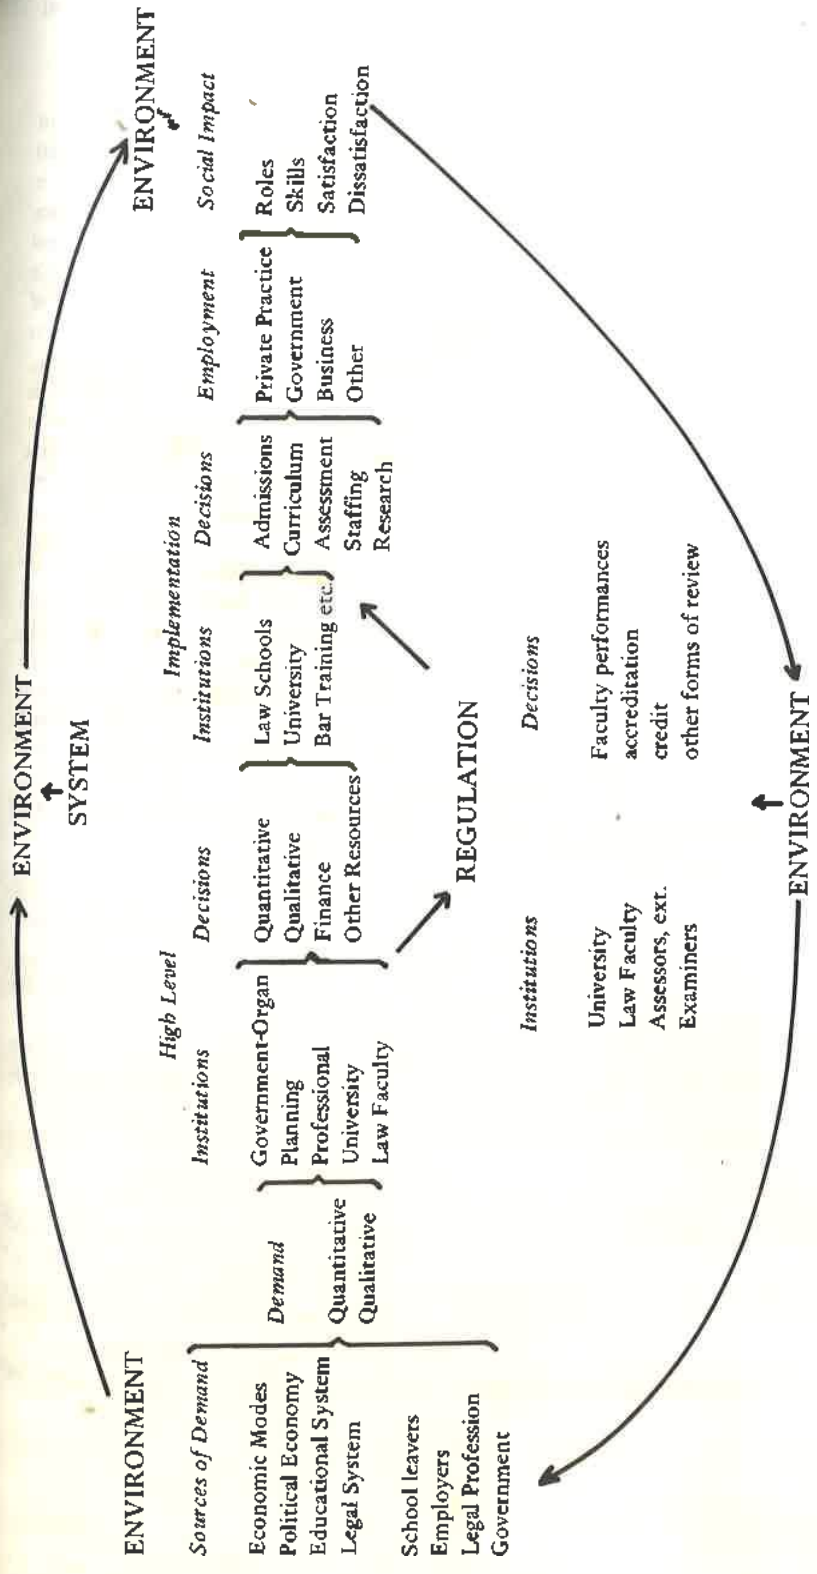 ENVIRONMENT
SYSTEM
ENVIRONMENT
Sources of Demand
Economic Modes
Political Economy
Educational System
Legal System
School leavers
Employers
Legal Profession
Government
Demand
Quantitative
Qualitative
High Level
Institutions
Government-Organ
Planning
Professional
University
Law Faculty
Decisions
Quantitative
Qualitative
Finance
Other Resources
Implementation
Institutions
Law Schools
University
Bar Training etc.
Decisions
Admissions
Curriculum
Assessment
Staffing
Research
Employment
Private Practice
Government
Business
Other
ENVIRONMENT
Social Impact
Roles
Skills
Satisfaction
Dissatisfaction
REGULATION
Institutions
University
Law Faculty
Assessors, ext.
Examiners
Decisions
Faculty performances
accreditation
credit
other forms of review
ENVIRONMENT